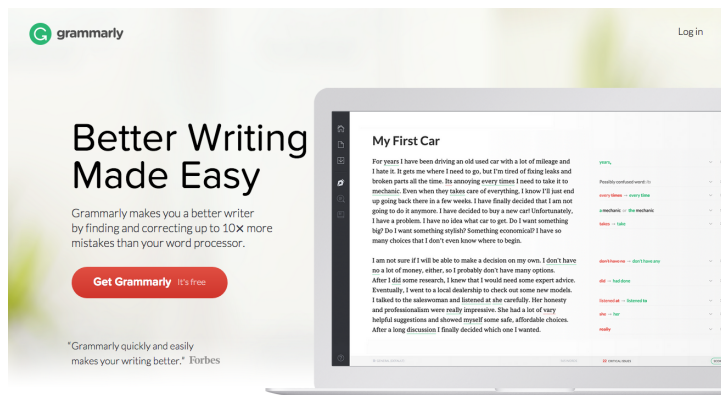 grammarly
Log in
Better Writing
Made Easy
Grammarly makes you a better writer
by finding and correcting up to 10x more
mistakes than your word processor.
Get Grammarly It's free
"Grammarly quickly and easily
makes your writing better." Forbes
My First Car
For years I have been driving an old used car with a lot of mileage and
I hate it. It gets me where I need to go, but I'm tired of fixing leaks and
broken parts all the time. Its annoying every times I need to take it to
mechanic. Even when they takes care of everything, I know I'll just end
up going back there in a few weeks. I have finally decided that I am not
going to do it anymore. I have decided to buy a new car! Unfortunately,
I have a problem. I have no idea what car to get. Do I want something
big? Do I want something stylish? Something economical? I have so
many choices that I don't even know where to begin.
I am not sure if I will be able to make a decision on my own. I don't have
no a lot of money, either, so I probably don't have many options.
After I did some research, I knew that I would need some expert advice.
Eventually, I went to a local dealership to check out some new models.
I talked to the saleswoman and listened at she carefully. Her honesty
and professionalism were really impressive. She had a lot of vary
helpful suggestions and showed myself some safe, affordable choices.
After a long discussion I finally decided which one I wanted.
years,
Possibly confused word: Its
every times → every time
a mechanic or the mechanic
takes → take
don't have no → don't have any
did → had done
listened at → listened to
she → her
really
CRITICAL ISSUES